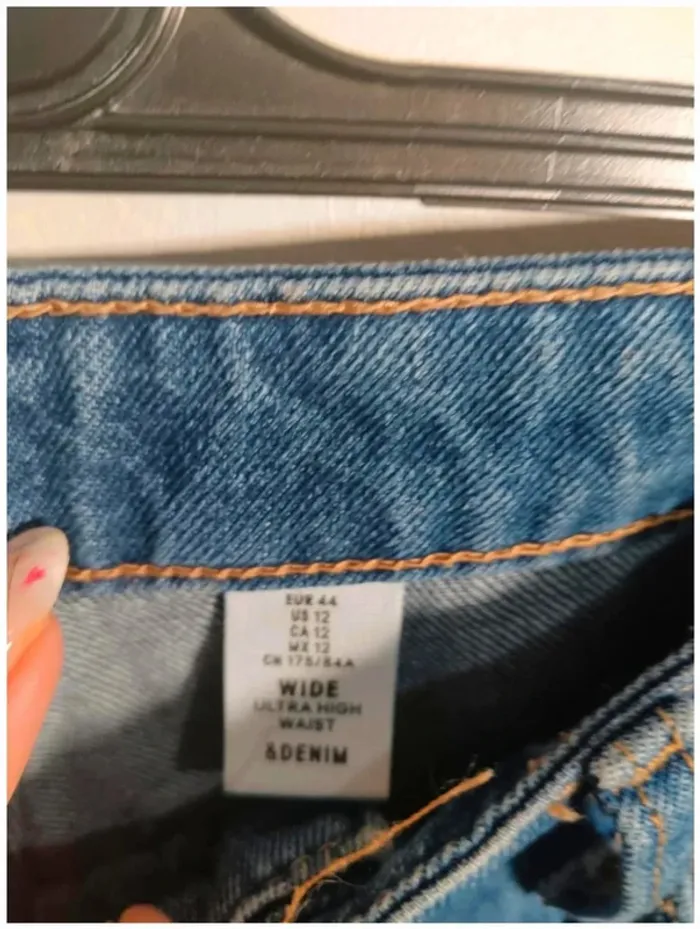 EUR 44
US 12
CA 12
MX 12
CN 175/84A
WIDE
ULTRA HIGH
WAIST
&DENIM